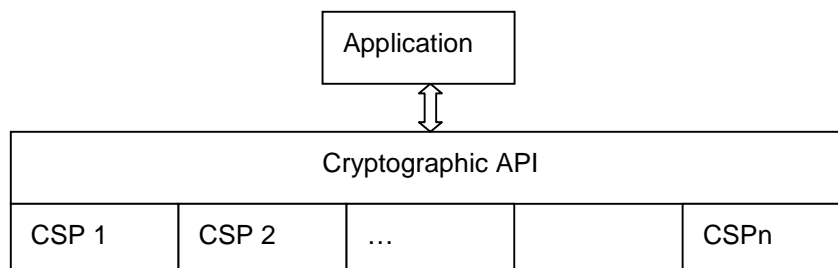 Application
Cryptographic API
CSP 1
CSP 2
…
CSPn